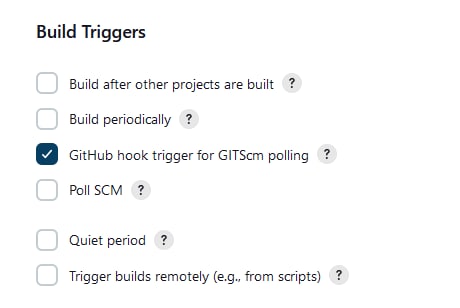 Build Triggers
Build after other projects are built ?
Build periodically ?
GitHub hook trigger for GITScm polling ?
Poll SCM ?
Quiet period ?
Trigger builds remotely (e.g., from scripts) ?